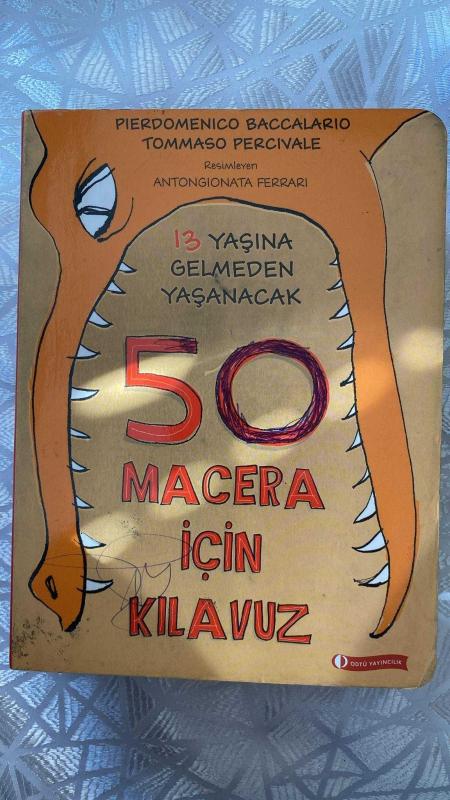 PIERDOMENICO BACCALARIO
TOMMASO PERCIVALE
Resimleyen
ANTONGIONATA FERRARI
13 YAŞINA
GELMEDEN
YAŞANACAK
50
MACERA
İÇİN
KILAVUZ
ODTÜ YAYINCILIK